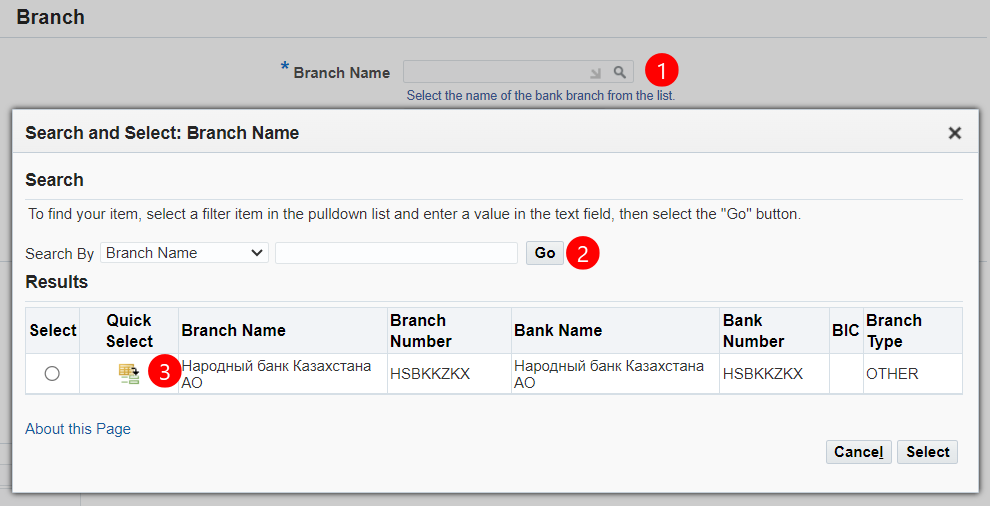 Branch
* Branch Name
1
Select the name of the bank branch from the list.
Search and Select: Branch Name
Search
To find your item, select a filter item in the pulldown list and enter a value in the text field, then select the "Go" button.
Search By Branch Name Go 2
Results
Select Quick Select Branch Name Branch Number Bank Name Bank Number BIC Branch Type
3 Народный банк Казахстана АО HSBKKZKX Народный банк Казахстана АО HSBKKZKX OTHER
About this Page
Cancel Select